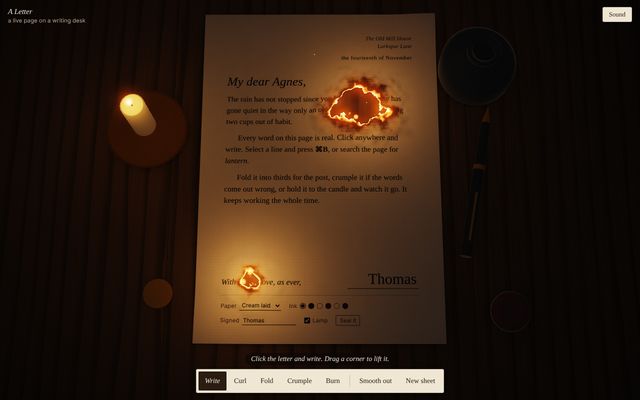 A Letter
a live page on a writing desk
Sound
The Old Mill House
Larkspur Lane
the fourteenth of November
My dear Agnes,
The rain has not stopped since you has
gone quiet in the way only an
two cups out of habit.
Every word on this page is real. Click anywhere and
write. Select a line and press ⌘B, or search the page for
lantern.
Fold it into thirds for the post, crumple it if the words
come out wrong, or hold it to the candle and watch it go. It
keeps working the whole time.
With love, as ever,
Thomas
Paper Cream laid Ink
Signed Thomas Lamp Seal it
Click the letter and write. Drag a corner to lift it.
Write Curl Fold Crumple Burn Smooth out New sheet